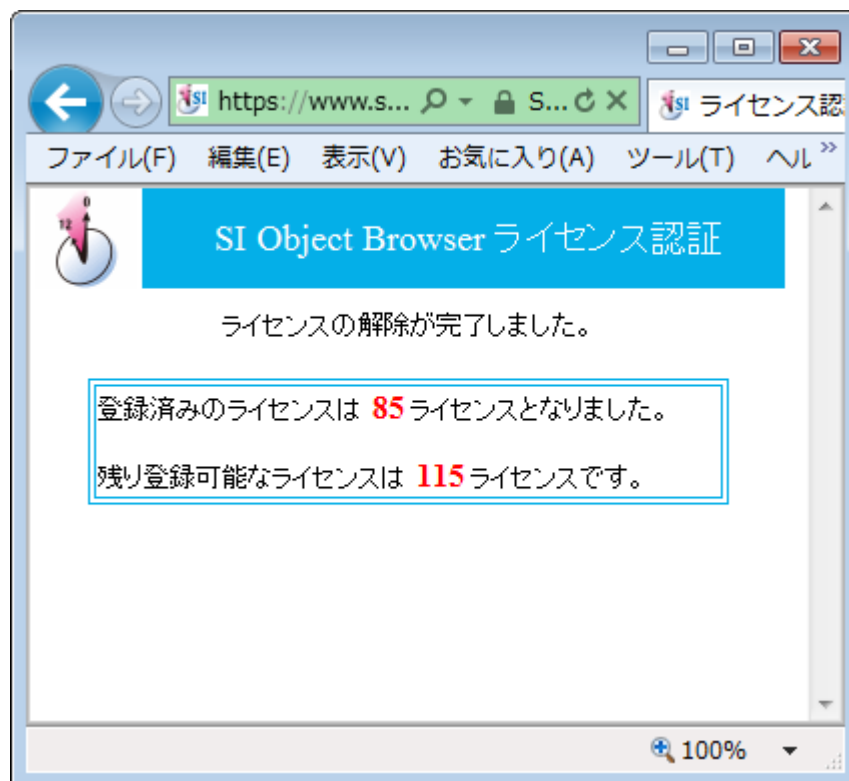 SI https://www.s... S...
SI ライセンス認
ファイル(F) 編集(E) 表示(V) お気に入り(A) ツール(T) ヘル
0
12
SI Object Browser ライセンス認証
ライセンスの解除が完了しました。
登録済みのライセンスは 85 ライセンスとなりました。
残り登録可能なライセンスは 115 ライセンスです。
100%